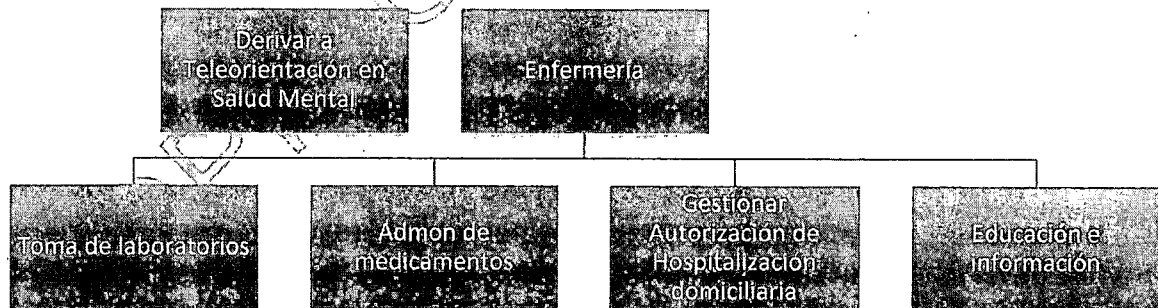 Derivar a
Teleorientación en
Salud Mental
Enfermería
Toma de laboratorios
Admon de
medicamentos
Gestionar
Autorización de
Hospitalización
domiciliaria
Educación e
información